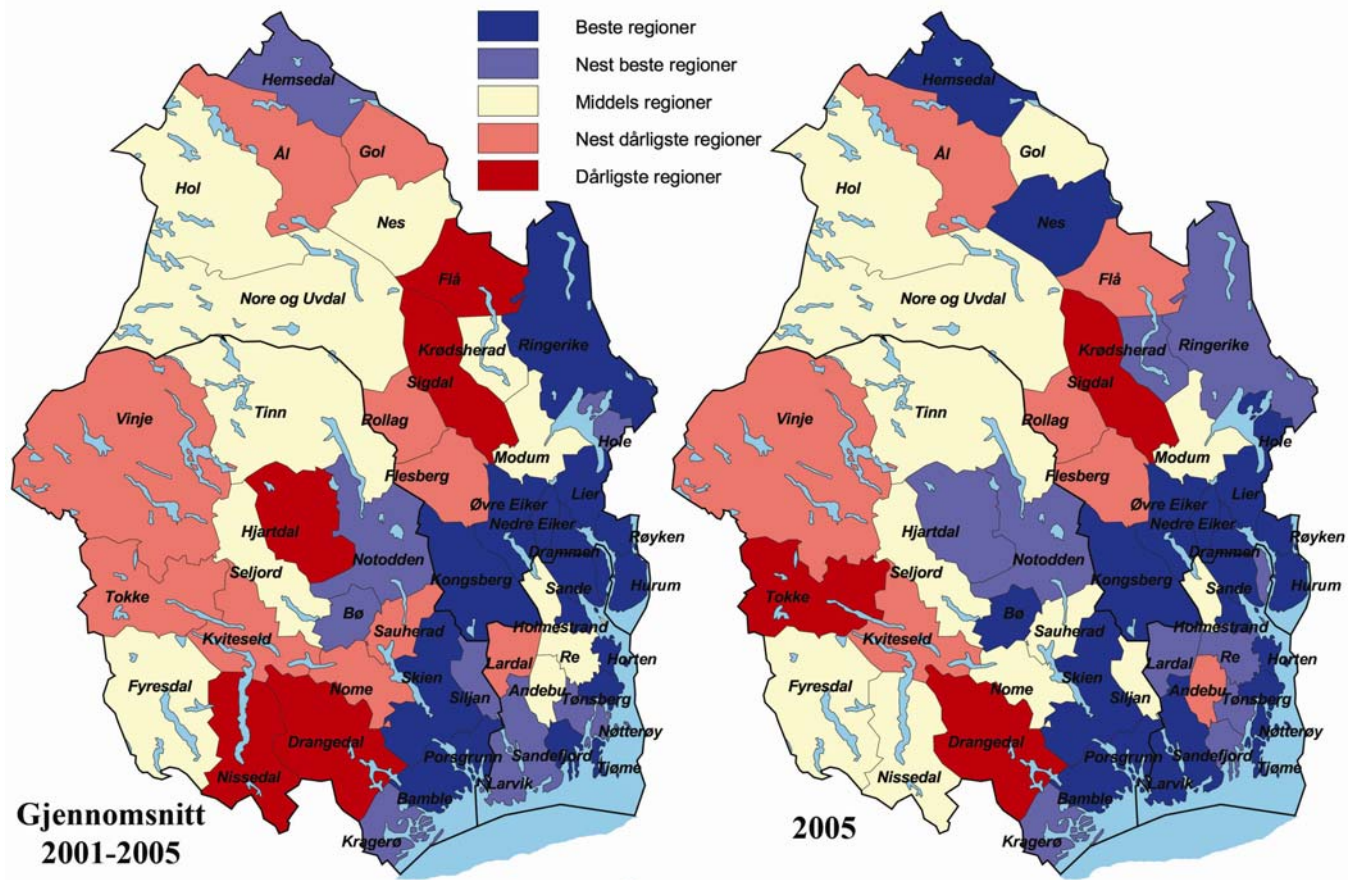 Beste regioner
Nest beste regioner
Middels regioner
Nest dårligste regioner
Dårligste regioner
Hemsedal
Ål
Gol
Hol
Nes
Flå
Nore og Uvdal
Krødsherad
Ringerike
Sigdal
Vinje
Tinn
Rollag
Hole
Modum
Flesberg
Lier
Øvre Eiker
Nedre Eiker
Hjartdal
Røyken
Drammen
Notodden
Seljord
Kongsberg
Sande
Hurum
Tokke
Bø
Sauherad
Holmestrand
Kviteseid
Re
Horten
Lardal
Skien
Fyresdal
Nome
Siljan
Andebu
Tønsberg
Nøtterøy
Drangedal
Porsgrunn
Sandefjord
Tjøme
Nissedal
Larvik
Bamble
Kragerø
Gjennomsnitt
2001-2005
Hemsedal
Ål
Gol
Hol
Nes
Flå
Nore og Uvdal
Krødsherad
Ringerike
Sigdal
Vinje
Tinn
Rollag
Hole
Modum
Flesberg
Lier
Øvre Eiker
Nedre Eiker
Hjartdal
Røyken
Drammen
Notodden
Seljord
Kongsberg
Sande
Hurum
Tokke
Bø
Sauherad
Holmestrand
Kviteseid
Re
Horten
Lardal
Skien
Fyresdal
Nome
Siljan
Andebu
Tønsberg
Nøtterøy
Drangedal
Porsgrunn
Sandefjord
Tjøme
Nissedal
Larvik
Bamble
Kragerø
2005